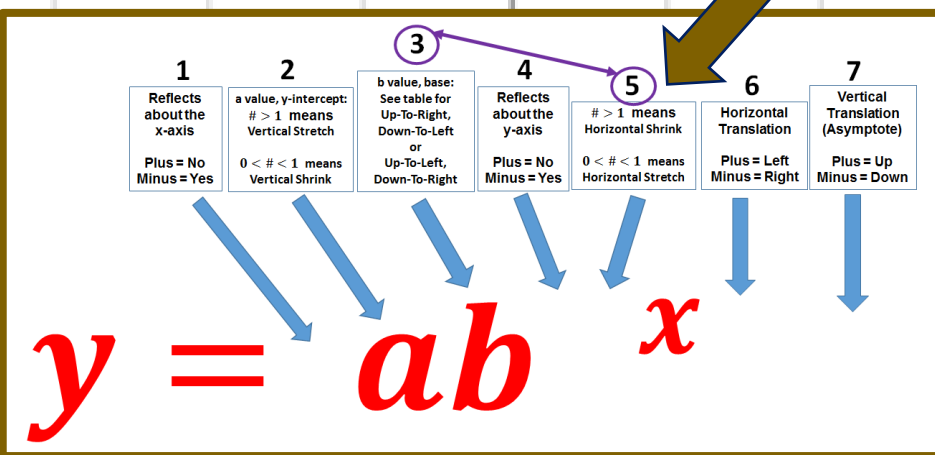 1
Reflects
about the
x-axis
Plus = No
Minus = Yes
2
a value, y-intercept:
# > 1 means
Vertical Stretch
0 < # < 1 means
Vertical Shrink
3
b value, base:
See table for
Up-To-Right,
Down-To-Left
or
Up-To-Left,
Down-To-Right
4
Reflects
about the
y-axis
Plus = No
Minus = Yes
5
# > 1 means
Horizontal Shrink
0 < # < 1 means
Horizontal Stretch
6
Horizontal
Translation
Plus = Left
Minus = Right
7
Vertical
Translation
(Asymptote)
Plus = Up
Minus = Down
y = ab x